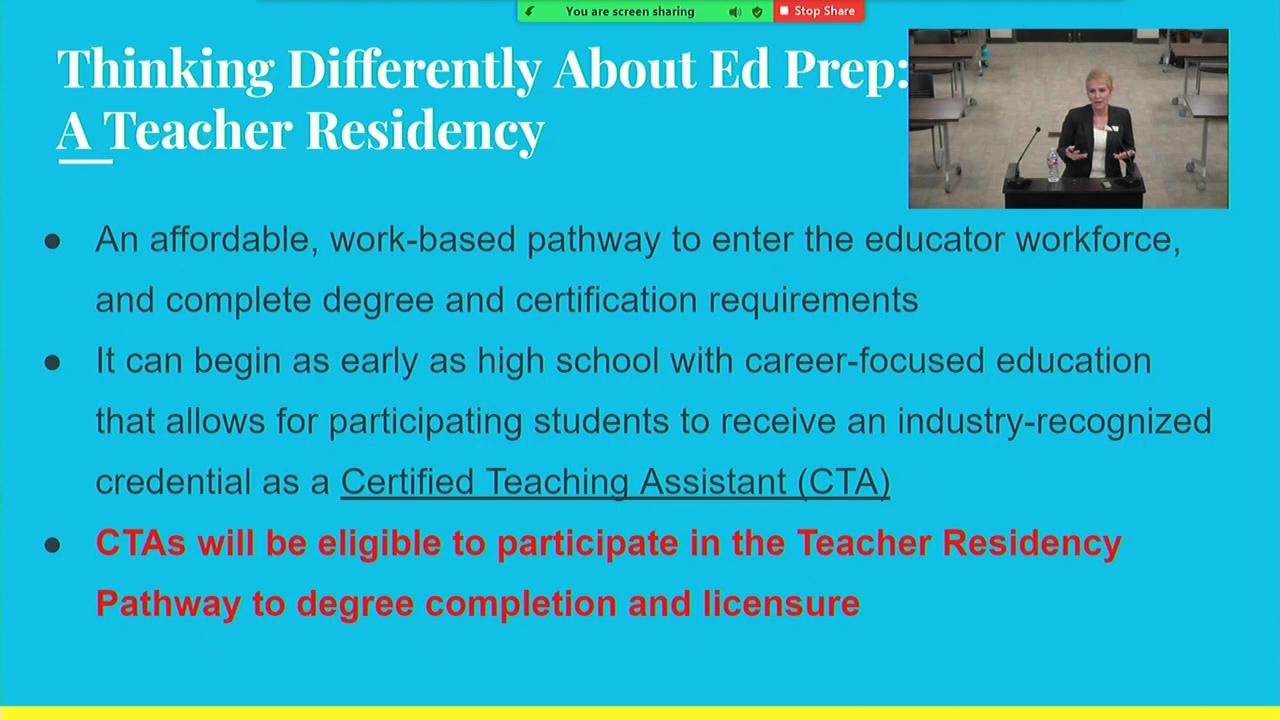 You are screen sharing
Stop Share
Thinking Differently About Ed Prep:
A Teacher Residency
● An affordable, work-based pathway to enter the educator workforce,
and complete degree and certification requirements
● It can begin as early as high school with career-focused education
that allows for participating students to receive an industry-recognized
credential as a Certified Teaching Assistant (CTA)
● CTAs will be eligible to participate in the Teacher Residency
Pathway to degree completion and licensure